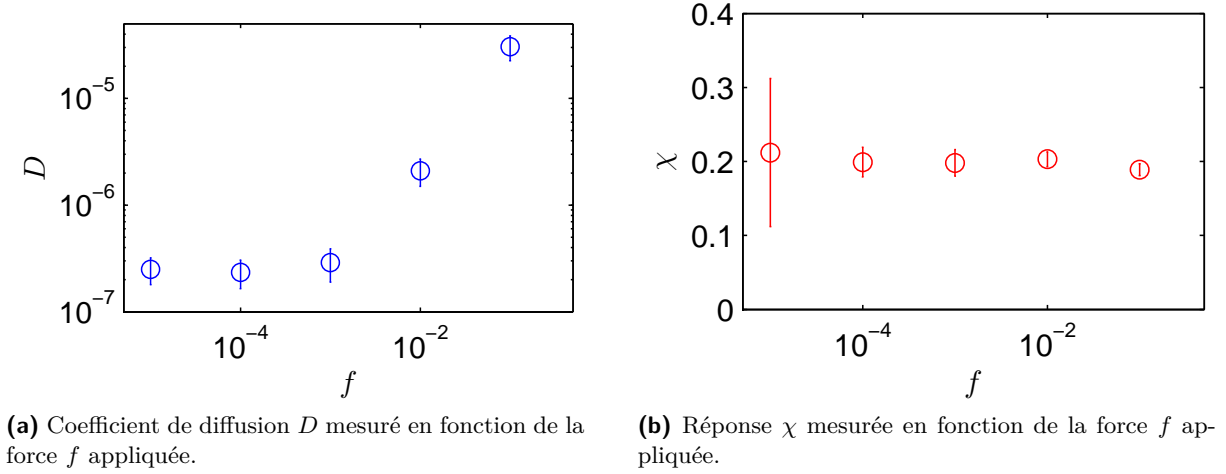 10⁻⁵
10⁻⁶
10⁻⁷
D
10⁻⁴
10⁻²
f
0.4
0.3
0.2
0.1
0
χ
10⁻⁴
10⁻²
f
(a) Coefficient de diffusion D mesuré en fonction de la
force f appliquée.
(b) Réponse χ mesurée en fonction de la force f ap-
pliquée.